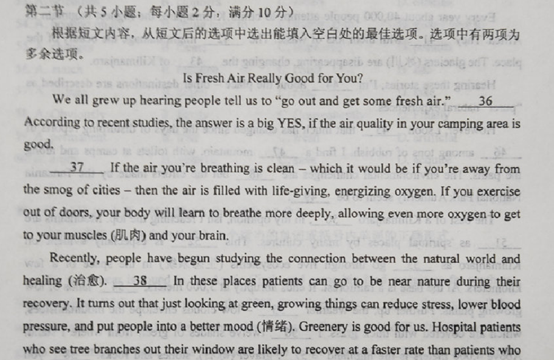 第二节 (共 5 小题；每小题 2 分，满分 10 分)
根据短文内容，从短文后的选项中选出能填入空白处的最佳选项。选项中有两项为
多余选项。
Is Fresh Air Really Good for You?
We all grew up hearing people tell us to “go out and get some fresh air.” 36
According to recent studies, the answer is a big YES, if the air quality in your camping area is
good.
37 If the air you’re breathing is clean – which it would be if you’re away from
the smog of cities – then the air is filled with life-giving, energizing oxygen. If you exercise
out of doors, your body will learn to breathe more deeply, allowing even more oxygen to get
to your muscles (肌肉) and your brain.
Recently, people have begun studying the connection between the natural world and
healing (治愈). 38 In these places patients can go to be near nature during their
recovery. It turns out that just looking at green, growing things can reduce stress, lower blood
pressure, and put people into a better mood (情绪). Greenery is good for us. Hospital patients
who see tree branches out their window are likely to recover at a faster rate than patients who